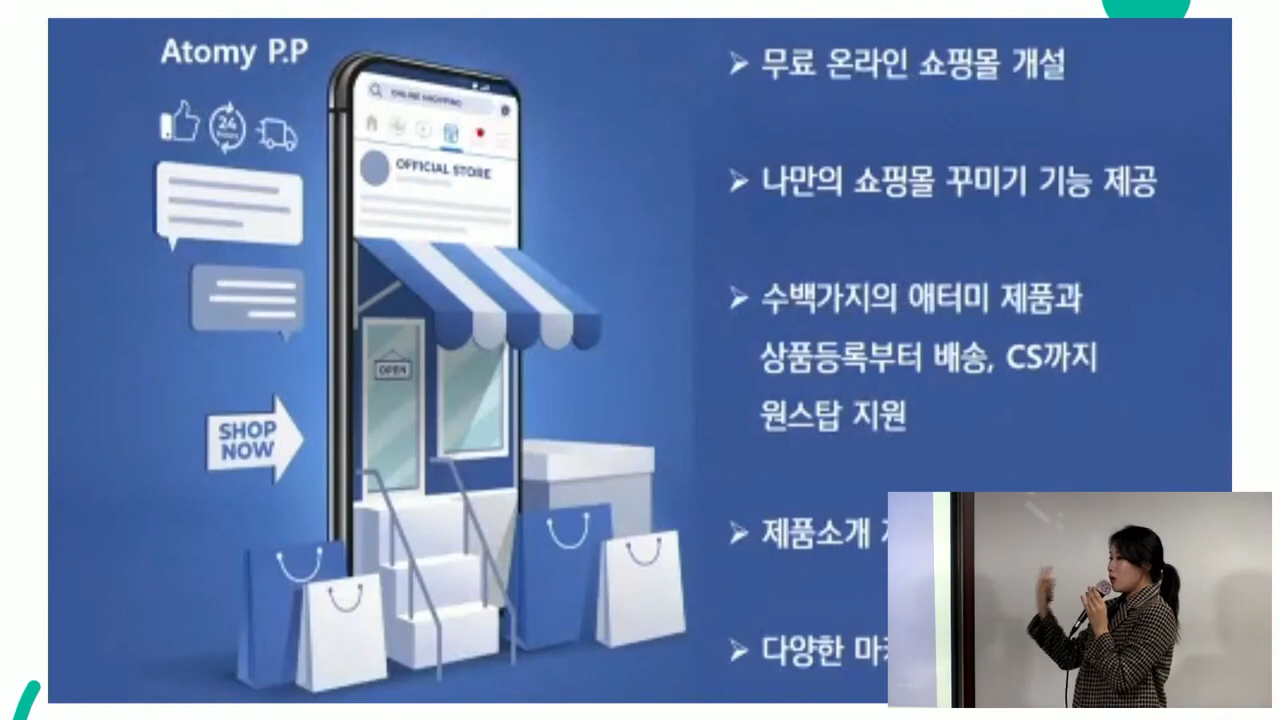 Atomy P.P
24
ONLINE SHOPPING
OFFICIAL STORE
OPEN
SHOP
NOW
➢ 무료 온라인 쇼핑몰 개설
➢ 나만의 쇼핑몰 꾸미기 기능 제공
➢ 수백가지의 애터미 제품과
상품등록부터 배송, CS까지
원스탑 지원
➢ 제품소개
➢ 다양한